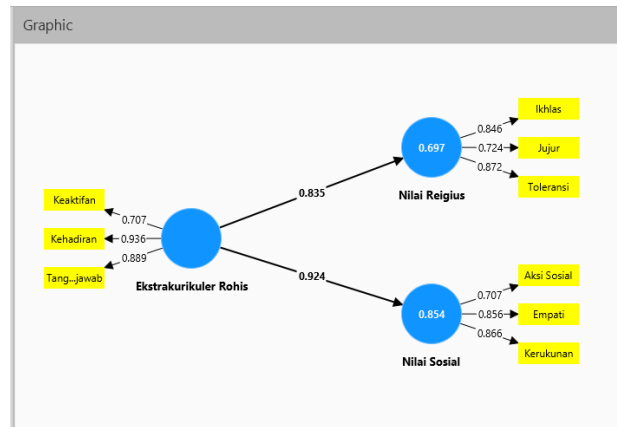 Graphic
Ikhlas
0.846
0.697
0.724
Jujur
0.872
Toleransi
Nilai Reigius
0.835
Keaktifan
0.707
Kehadiran
0.936
0.889
Tang...jawab
Ekstrakurikuler Rohis
0.924
Aksi Sosial
0.707
0.854
0.856
Empati
0.866
Kerukunan
Nilai Sosial